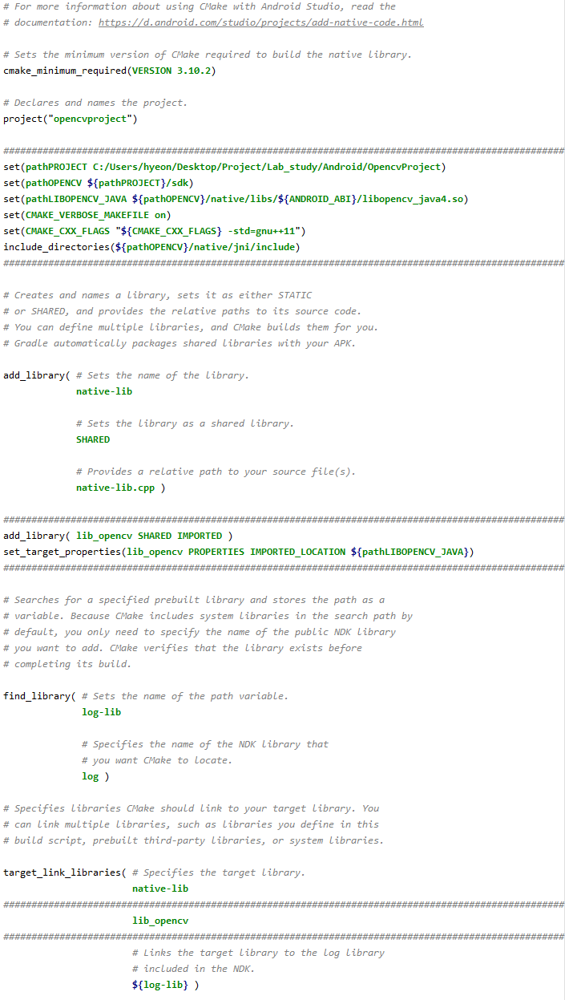 # For more information about using CMake with Android Studio, read the
# documentation: https://d.android.com/studio/projects/add-native-code.html
# Sets the minimum version of CMake required to build the native library.
cmake_minimum_required(VERSION 3.10.2)
# Declares and names the project.
project("opencvproject")
####################################################################################################
set(pathPROJECT C:/Users/hyeon/Desktop/Project/Lab_study/Android/OpencvProject)
set(pathOPENCV ${pathPROJECT}/sdk)
set(pathLIBOPENCV_JAVA ${pathOPENCV}/native/libs/${ANDROID_ABI}/libopencv_java4.so)
set(CMAKE_VERBOSE_MAKEFILE on)
set(CMAKE_CXX_FLAGS "${CMAKE_CXX_FLAGS} -std=gnu++11")
include_directories(${pathOPENCV}/native/jni/include)
####################################################################################################
# Creates and names a library, sets it as either STATIC
# or SHARED, and provides the relative paths to its source code.
# You can define multiple libraries, and CMake builds them for you.
# Gradle automatically packages shared libraries with your APK.
add_library( # Sets the name of the library.
native-lib
# Sets the library as a shared library.
SHARED
# Provides a relative path to your source file(s).
native-lib.cpp )
####################################################################################################
add_library( lib_opencv SHARED IMPORTED )
set_target_properties(lib_opencv PROPERTIES IMPORTED_LOCATION ${pathLIBOPENCV_JAVA})
####################################################################################################
# Searches for a specified prebuilt library and stores the path as a
# variable. Because CMake includes system libraries in the search path by
# default, you only need to specify the name of the public NDK library
# you want to add. CMake verifies that the library exists before
# completing its build.
find_library( # Sets the name of the path variable.
log-lib
# Specifies the name of the NDK library that
# you want CMake to locate.
log )
# Specifies libraries CMake should link to your target library. You
# can link multiple libraries, such as libraries you define in this
# build script, prebuilt third-party libraries, or system libraries.
target_link_libraries( # Specifies the target library.
native-lib
####################################################################################################
lib_opencv
####################################################################################################
# Links the target library to the log library
# included in the NDK.
${log-lib} )